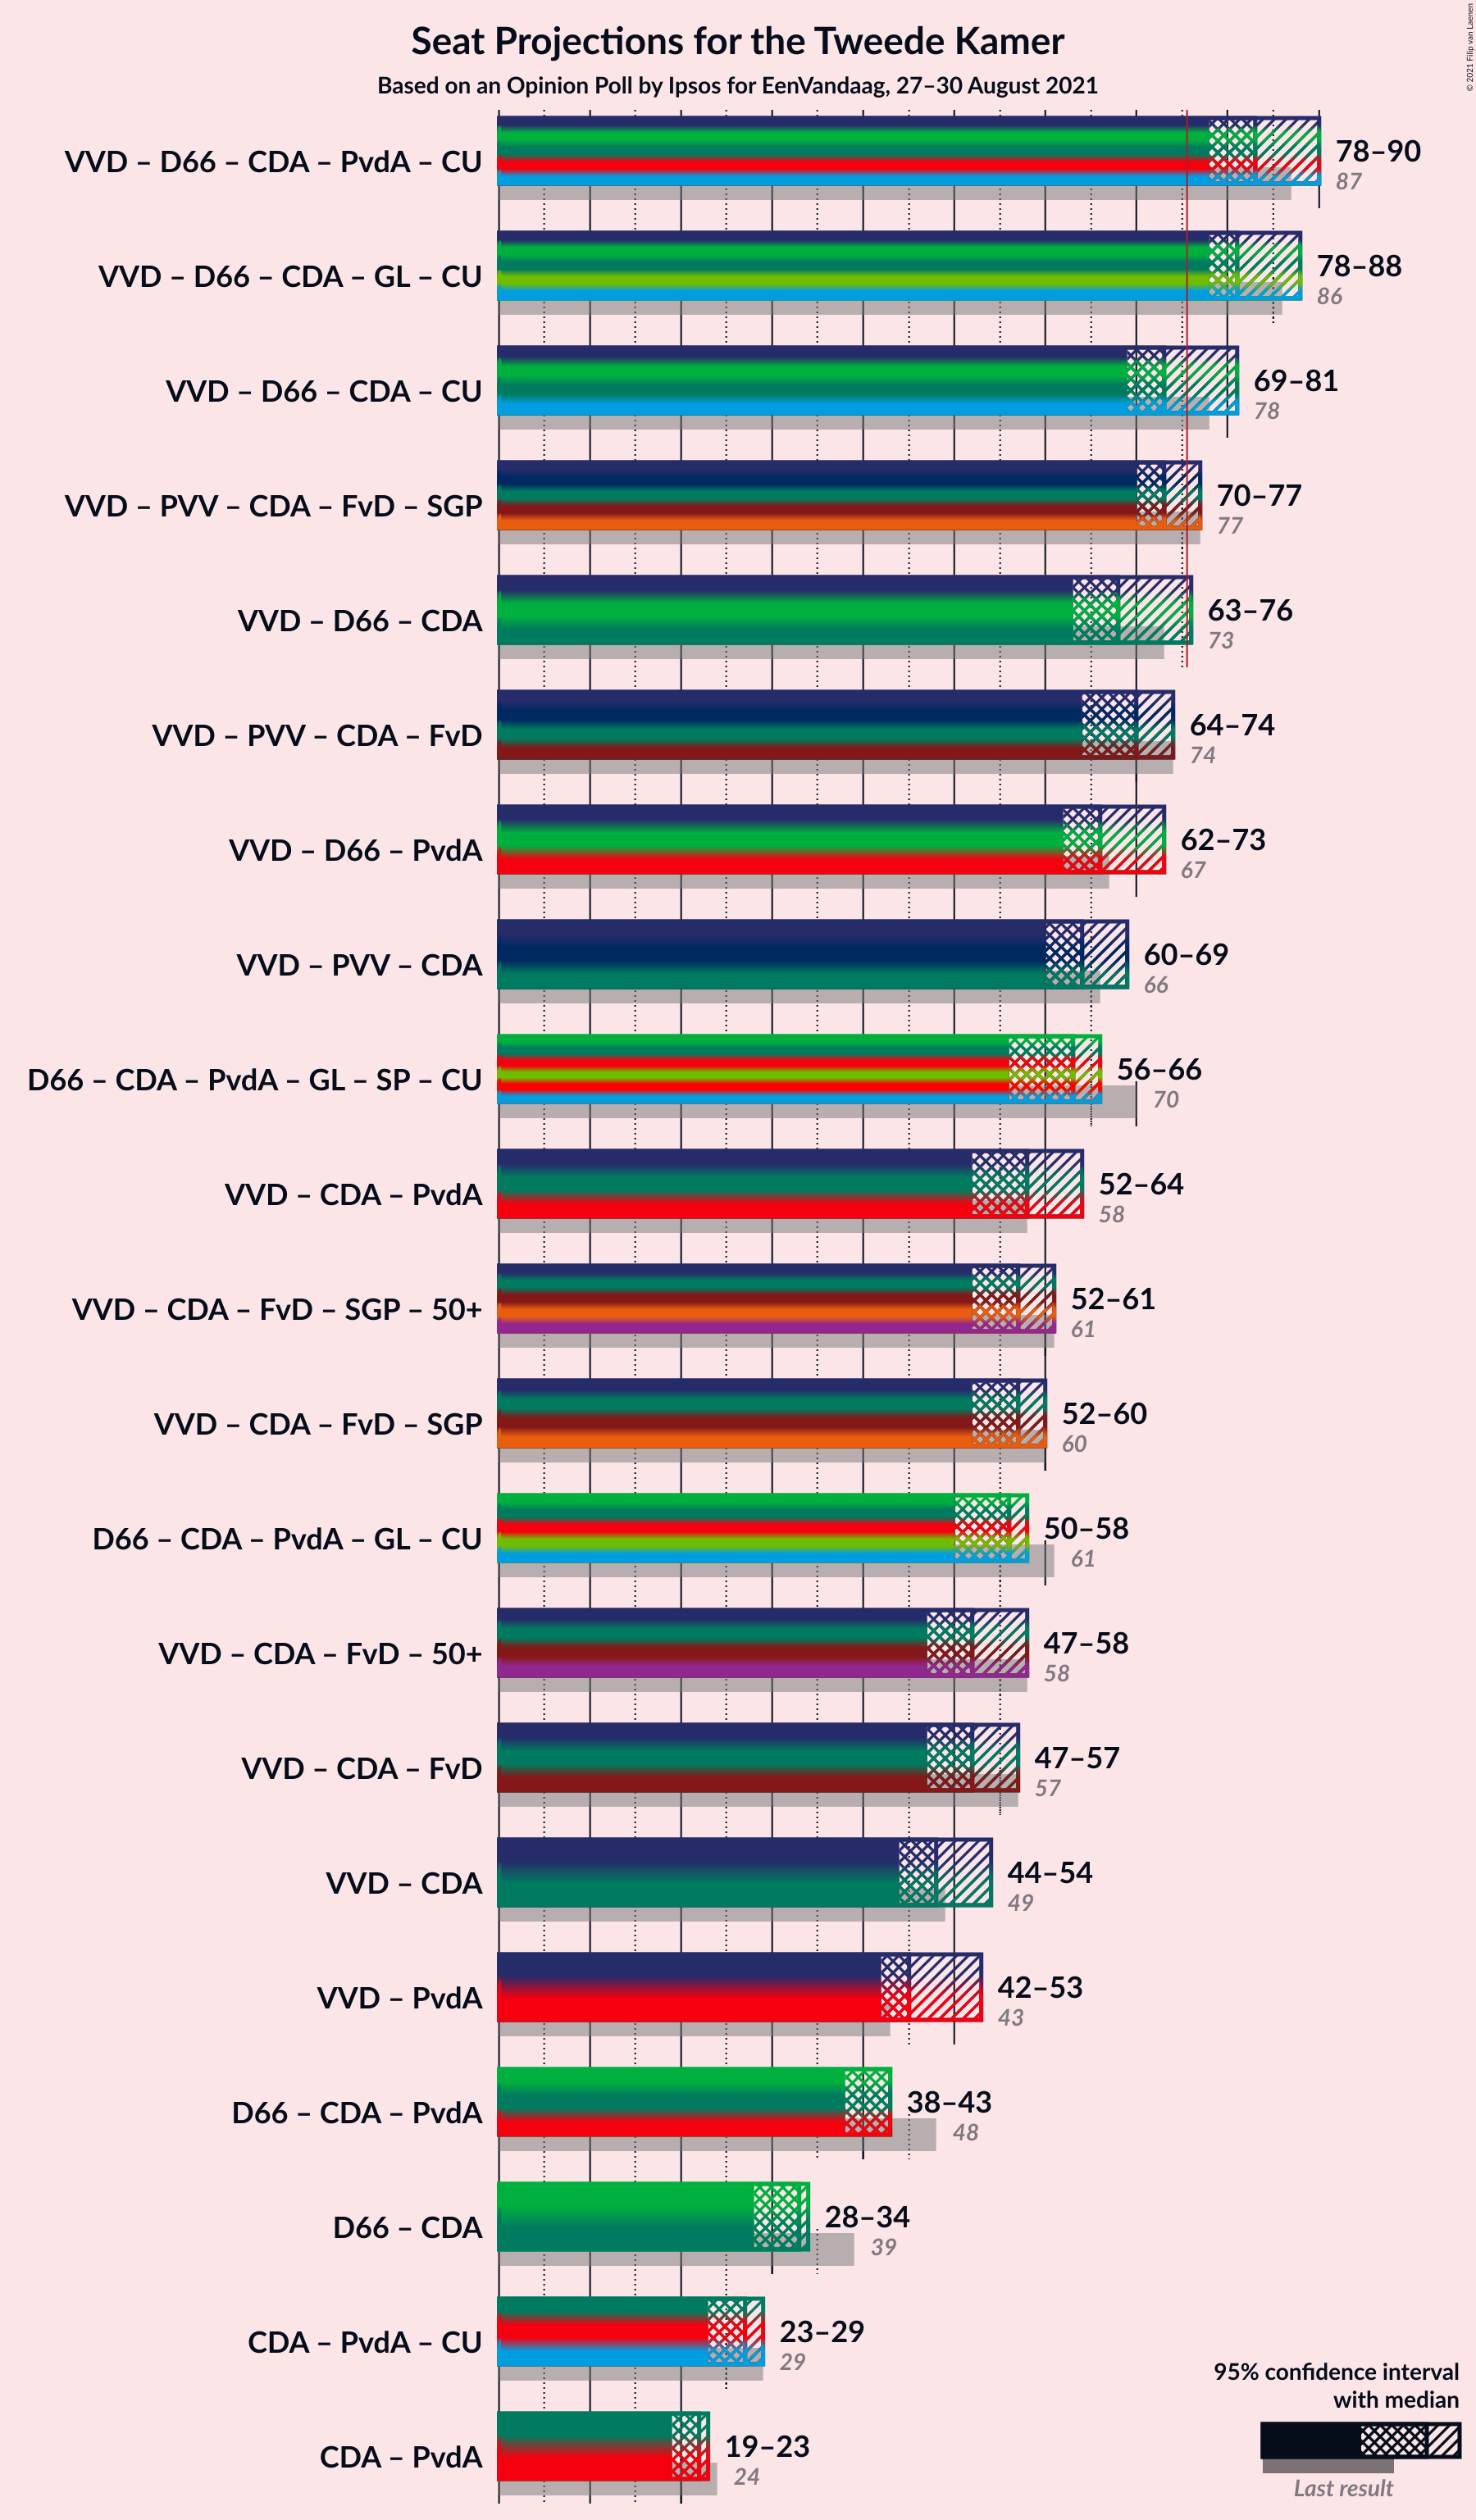 Seat Projections for the Tweede Kamer
Based on an Opinion Poll by Ipsos for EenVandaag, 27–30 August 2021
© 2021 Filip van Laenen
VVD – D66 – CDA – PvdA – CU
78–90
87
VVD – D66 – CDA – GL – CU
78–88
86
VVD – D66 – CDA – CU
69–81
78
VVD – PVV – CDA – FvD – SGP
70–77
77
VVD – D66 – CDA
63–76
73
VVD – PVV – CDA – FvD
64–74
74
VVD – D66 – PvdA
62–73
67
VVD – PVV – CDA
60–69
66
D66 – CDA – PvdA – GL – SP – CU
56–66
70
VVD – CDA – PvdA
52–64
58
VVD – CDA – FvD – SGP – 50+
52–61
61
VVD – CDA – FvD – SGP
52–60
60
D66 – CDA – PvdA – GL – CU
50–58
61
VVD – CDA – FvD – 50+
47–58
58
VVD – CDA – FvD
47–57
57
VVD – CDA
44–54
49
VVD – PvdA
42–53
43
D66 – CDA – PvdA
38–43
48
D66 – CDA
28–34
39
CDA – PvdA – CU
23–29
29
CDA – PvdA
19–23
24
95% confidence interval
with median
Last result